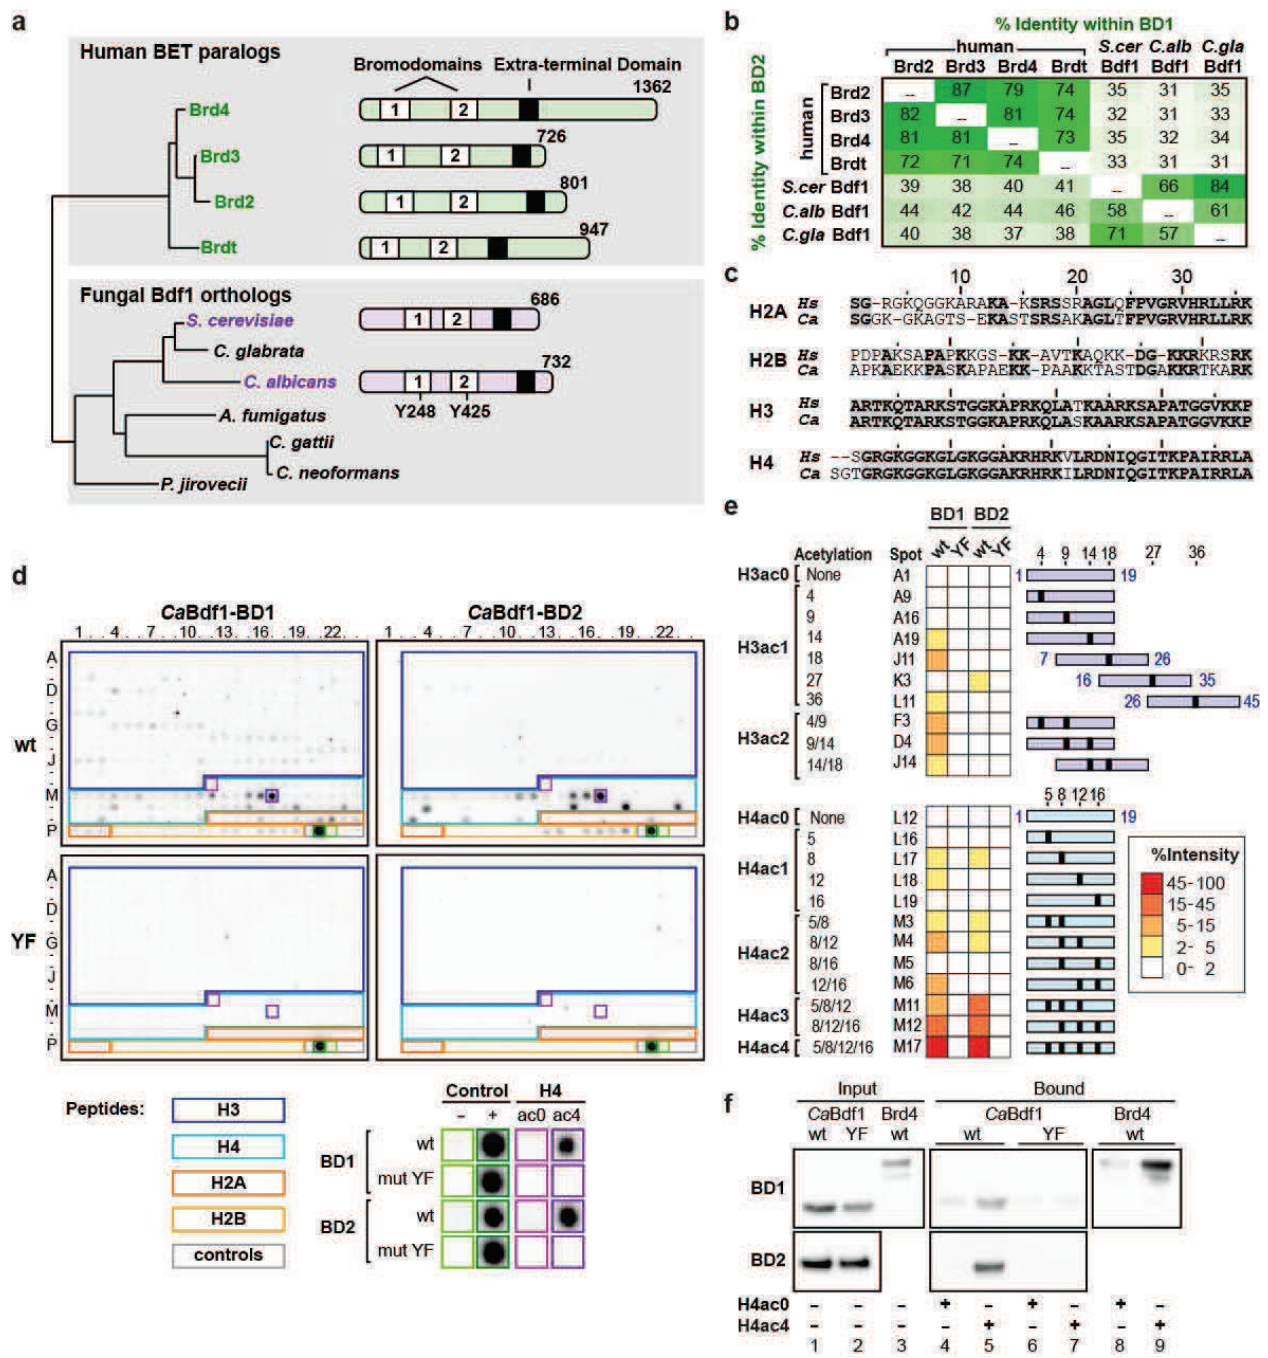 a
Human BET paralogs
Bromodomains
Extra-terminal Domain
Brd4
1 2
1362
Brd3
1 2
726
Brd2
1 2
801
Brdt
1 2
947
Fungal Bdf1 orthologs
S. cerevisiae
1 2
686
C. glabrata
C. albicans
1 2
732
Y248 Y425
A. fumigatus
C. gattii
C. neoformans
P. jirovecii
b
% Identity within BD1
% Identity within BD2
human S.cer C.alb C.gla
Brd2 Brd3 Brd4 Brdt Bdf1 Bdf1 Bdf1
human
Brd2 -- 87 79 74 35 31 35
Brd3 82 -- 81 74 32 31 33
Brd4 81 81 -- 73 35 32 34
Brdt 72 71 74 -- 33 31 31
S.cer Bdf1 39 38 40 41 -- 66 84
C.alb Bdf1 44 42 44 46 58 -- 61
C.gla Bdf1 40 38 37 38 71 57 --
c
10 20 30
H2A
Hs SG-RGKQGGKARAKA-KSRSSRAGLQFPVGRVHRLLRK
Ca SGGK-GKAGTS-EKASTSRSAKAGLTFPVGRVHRLLRK
H2B
Hs PDPAKSAPAPKKGS-KK-AVTKAQKK-DG-KKRKRSRK
Ca APKAEKKPASKAPAEKK-PAAKKTASTDGAKKRTKARK
H3
Hs ARTKQTARKSTGGKAPRKQLATKAARKSAPATGGVKKP
Ca ARTKQTARKSTGGKAPRKQLASKAARKSAPATGGVKKP
H4
Hs --SGRGKGGKGLGKGGAKRHRKVLRDNIQGITKPAIRRLA
Ca SGTGRGKGGKGLGKGGAKRHRKILRDNIQGITKPAIRRLA
d
CaBdf1-BD1
CaBdf1-BD2
1 . 4 . 7 . 10 . 13 . 16 . 19 . 22 .
1 . 4 . 7 . 10 . 13 . 16 . 19 . 22 .
wt
A
D
G
J
M
P
YF
A
D
G
J
M
P
Peptides:
H3
H4
H2A
H2B
controls
Control H4
- + ac0 ac4
BD1
wt
mut YF
BD2
wt
mut YF
e
BD1 BD2
Acetylation Spot wt YF wt YF
4 9 14 18 27 36
H3ac0 None A1 1 19
H3ac1
4 A9
9 A16
14 A19
18 J11 7 26
27 K3 16 35
36 L11 26 45
H3ac2
4/9 F3
9/14 D4
14/18 J14
5 8 12 16
H4ac0 None L12 1 19
H4ac1
5 L16
8 L17
12 L18
16 L19
H4ac2
5/8 M3
8/12 M4
8/16 M5
12/16 M6
H4ac3
5/8/12 M11
8/12/16 M12
H4ac4 5/8/12/16 M17
%Intensity
45- 100
15- 45
5- 15
2- 5
0- 2
f
Input Bound
CaBdf1 Brd4 CaBdf1 Brd4
wt YF wt wt YF wt
BD1
BD2
H4ac0 - - - + + +
H4ac4 - - - + + +
1 2 3 4 5 6 7 8 9